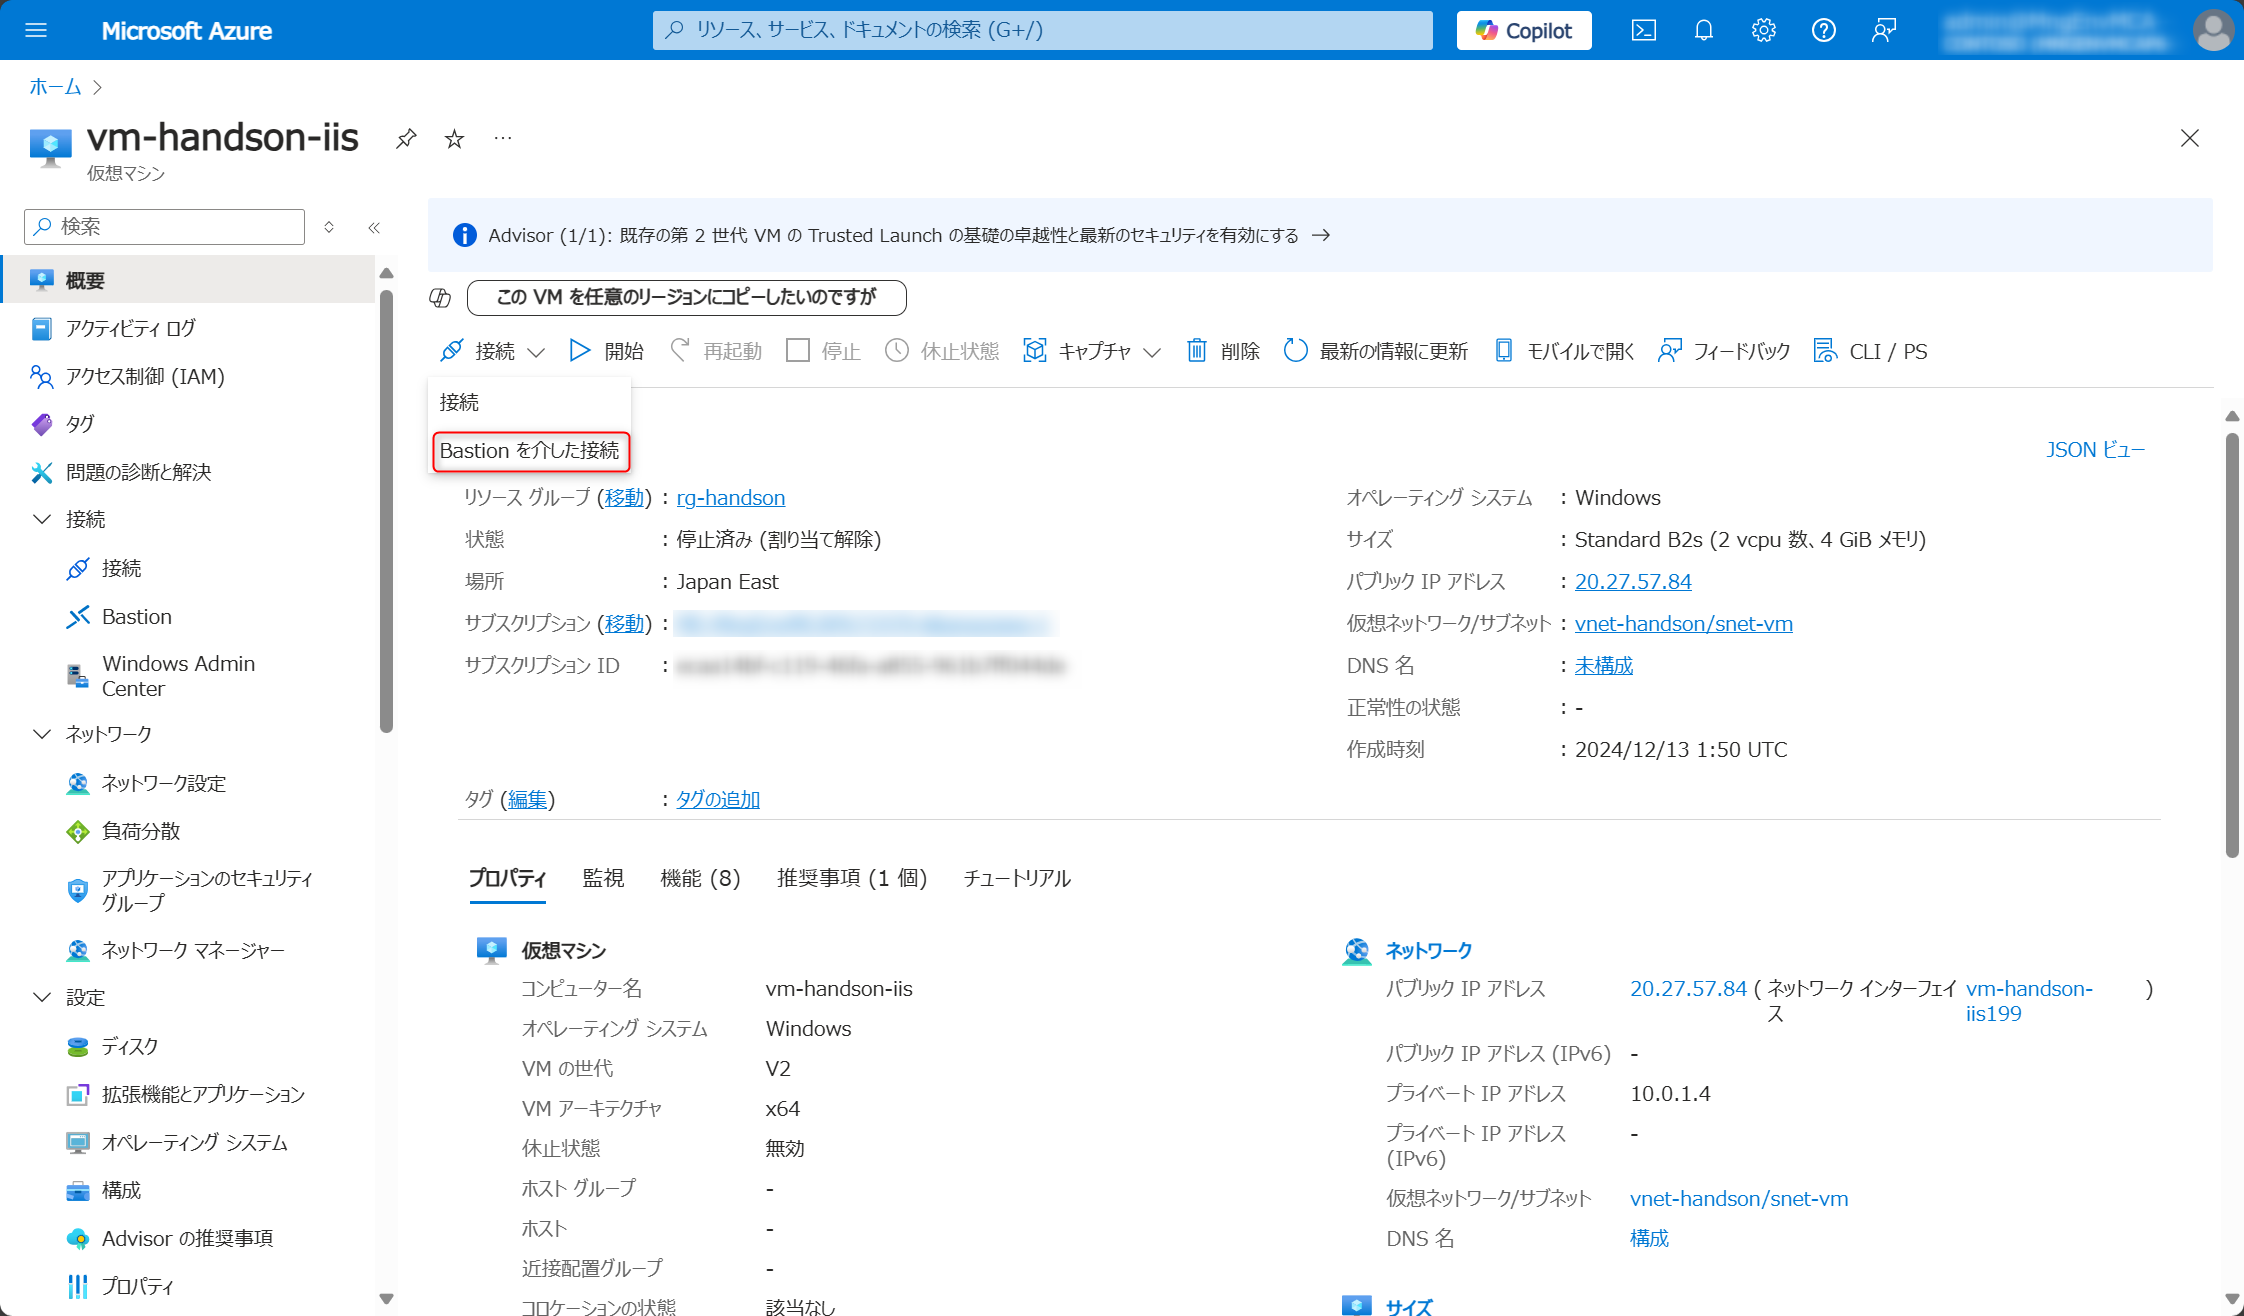 Microsoft Azure
リソース、サービス、ドキュメントの検索 (G+/)
Copilot
ホーム
vm-handson-iis
仮想マシン
検索
概要
アクティビティ ログ
アクセス制御 (IAM)
タグ
問題の診断と解決
接続
接続
Bastion
Windows Admin
Center
ネットワーク
ネットワーク設定
負荷分散
アプリケーションのセキュリティ
グループ
ネットワーク マネージャー
設定
ディスク
拡張機能とアプリケーション
オペレーティング システム
構成
Advisor の推奨事項
プロパティ
Advisor (1/1): 既存の第 2 世代 VM の Trusted Launch の基礎の卓越性と最新のセキュリティを有効にする →
この VM を任意のリージョンにコピーしたいのですが
接続 開始 再起動 停止 休止状態 キャプチャ 削除 最新の情報に更新 モバイルで開く フィードバック CLI / PS
接続
Bastion を介した接続
JSON ビュー
リソース グループ (移動) : rg-handson
状態 : 停止済み (割り当て解除)
場所 : Japan East
サブスクリプション (移動) :
サブスクリプション ID :
オペレーティング システム : Windows
サイズ : Standard B2s (2 vcpu 数、4 GiB メモリ)
パブリック IP アドレス : 20.27.57.84
仮想ネットワーク/サブネット : vnet-handson/snet-vm
DNS 名 : 未構成
正常性の状態 : -
作成時刻 : 2024/12/13 1:50 UTC
タグ (編集) : タグの追加
プロパティ 監視 機能 (8) 推奨事項 (1 個) チュートリアル
仮想マシン
コンピューター名 vm-handson-iis
オペレーティング システム Windows
VM の世代 V2
VM アーキテクチャ x64
休止状態 無効
ホスト グループ -
ホスト -
近接配置グループ -
コロケーションの状態 該当なし
ネットワーク
パブリック IP アドレス 20.27.57.84 ( ネットワーク インターフェイ vm-handson- )
ス iis199
パブリック IP アドレス (IPv6) -
プライベート IP アドレス 10.0.1.4
プライベート IP アドレス -
(IPv6)
仮想ネットワーク/サブネット vnet-handson/snet-vm
DNS 名 構成
サイズ